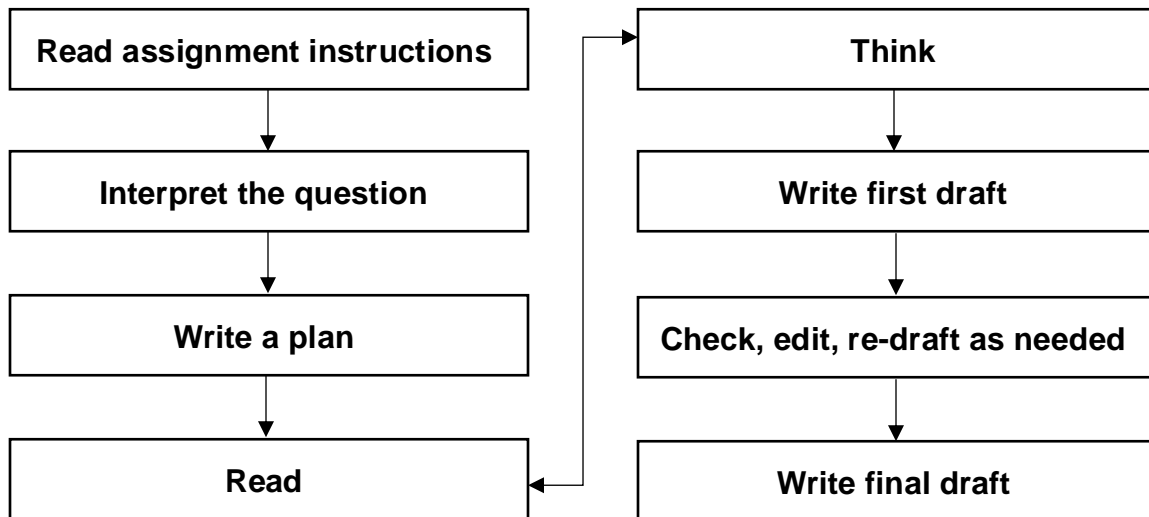 Read assignment instructions
Interpret the question
Write a plan
Read
Think
Write first draft
Check, edit, re-draft as needed
Write final draft